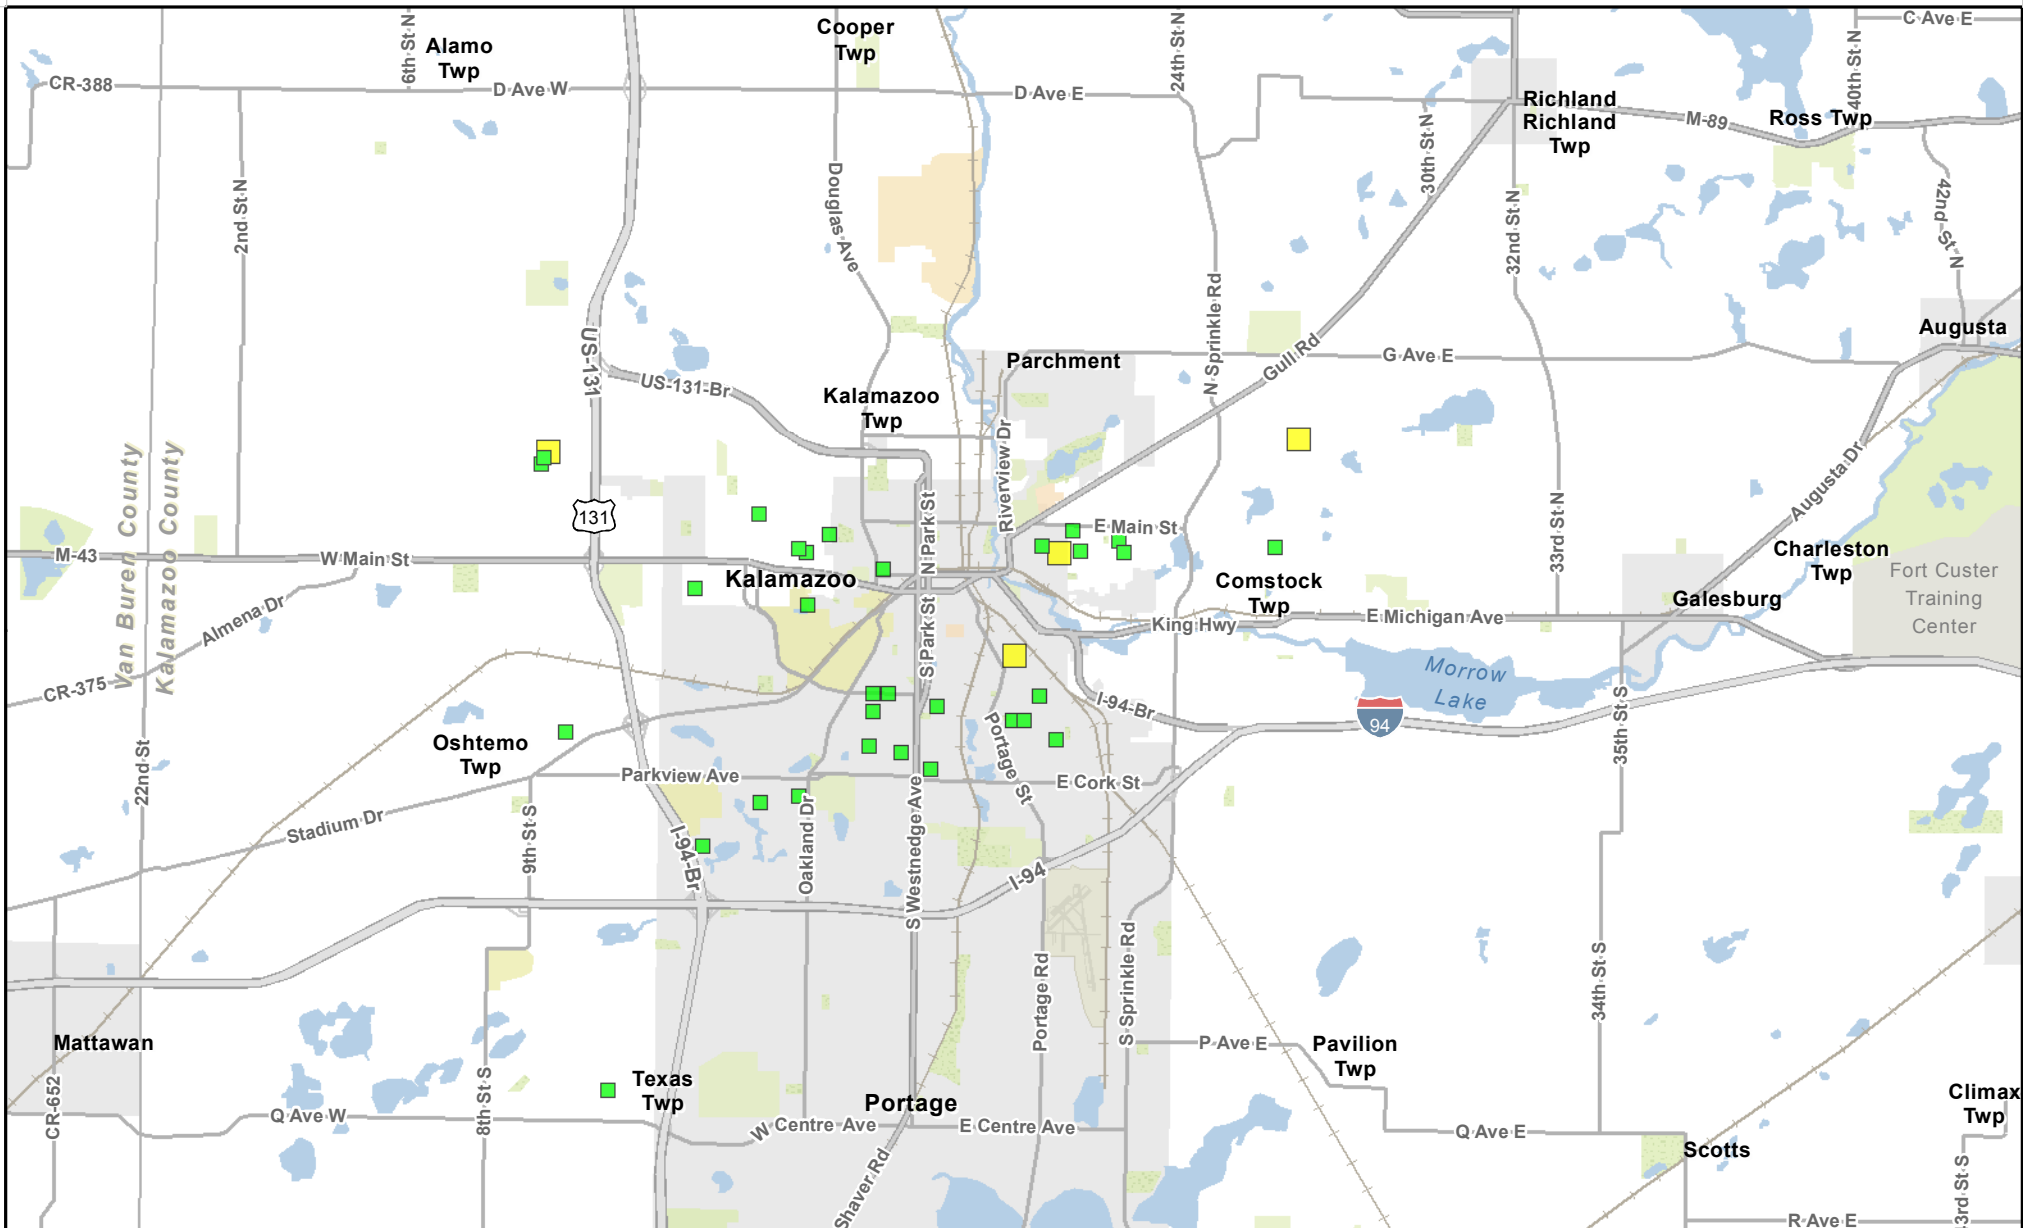 C Ave E
6th St N
Alamo
Twp
Cooper
Twp
24th St N
40th St N
CR-388
D Ave W
D Ave E
Richland
Richland
Twp
M-89
Ross Twp
30th St N
2nd St N
Douglas Ave
32nd St N
42nd St N
N Sprinkle Rd
Augusta
US-131
Parchment
Gull Rd
G Ave E
US-131-Br
Kalamazoo
Twp
Riverview Dr
Van Buren County
Kalamazoo County
Augusta Dr
131
N Park St
E Main St
33rd St N
M-43
W Main St
Charleston
Twp
Fort Custer
Training
Center
Kalamazoo
Comstock
Twp
Galesburg
Almena Dr
S Park St
King Hwy
E Michigan Ave
CR-375
Morrow
Lake
I-94-Br
94
35th St S
22nd St
Oshtemo
Twp
Portage St
Parkview Ave
E Cork St
Stadium Dr
9th St S
I-94-Br
Oakland Dr
S Westnedge Ave
I-94
34th St S
S Sprinkle Rd
Portage Rd
Mattawan
P Ave E
Pavilion
Twp
CR-652
8th St S
Texas
Twp
Portage
Climax
Twp
Q Ave W
W Centre Ave
E Centre Ave
Q Ave E
Scotts
Shaver Rd
3rd St S
R Ave E